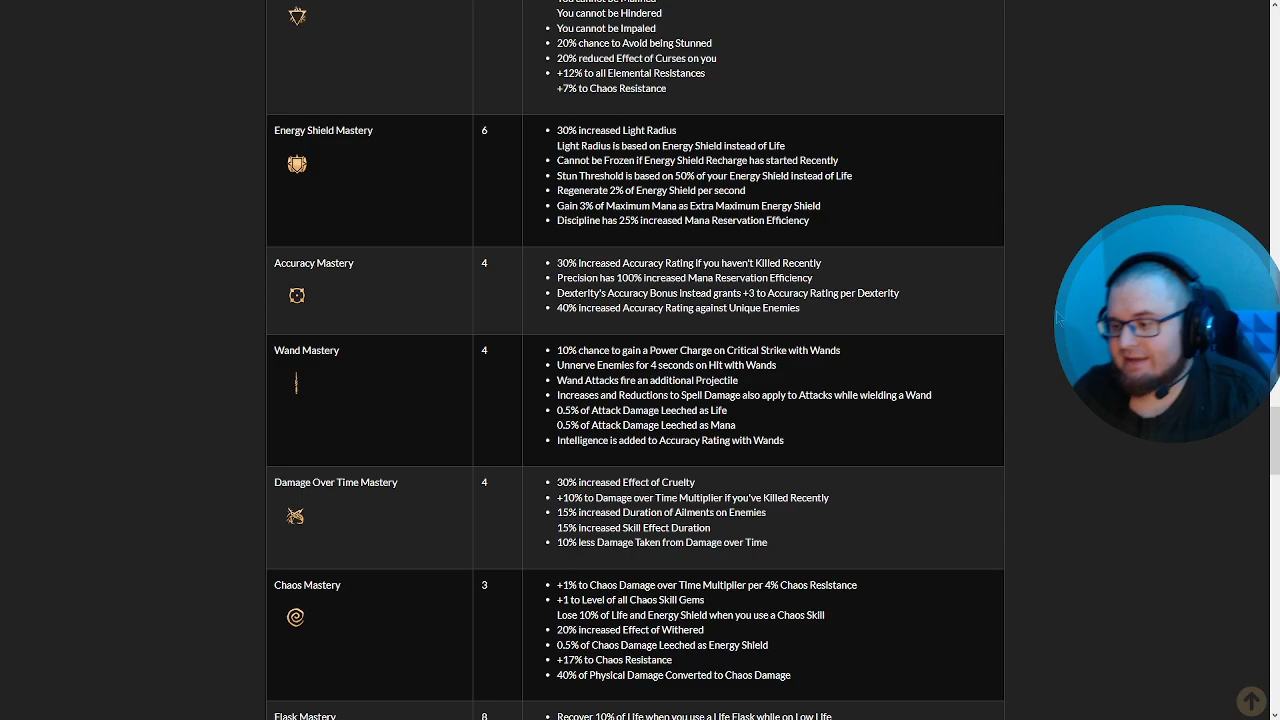 You cannot be Hindered
You cannot be Impaled
20% chance to Avoid being Stunned
20% reduced Effect of Curses on you
+12% to all Elemental Resistances
+7% to Chaos Resistance
Energy Shield Mastery
6
30% increased Light Radius
Light Radius is based on Energy Shield instead of Life
Cannot be Frozen if Energy Shield Recharge has started Recently
Stun Threshold is based on 50% of your Energy Shield instead of Life
Regenerate 2% of Energy Shield per second
Gain 3% of Maximum Mana as Extra Maximum Energy Shield
Discipline has 25% increased Mana Reservation Efficiency
Accuracy Mastery
4
30% increased Accuracy Rating if you haven't Killed Recently
Precision has 100% increased Mana Reservation Efficiency
Dexterity's Accuracy Bonus instead grants +3 to Accuracy Rating per Dexterity
40% increased Accuracy Rating against Unique Enemies
Wand Mastery
4
10% chance to gain a Power Charge on Critical Strike with Wands
Unnerve Enemies for 4 seconds on Hit with Wands
Wand Attacks fire an additional Projectile
Increases and Reductions to Spell Damage also apply to Attacks while wielding a Wand
0.5% of Attack Damage Leeched as Life
0.5% of Attack Damage Leeched as Mana
Intelligence is added to Accuracy Rating with Wands
Damage Over Time Mastery
4
30% increased Effect of Cruelty
+10% to Damage over Time Multiplier if you've Killed Recently
15% increased Duration of Ailments on Enemies
15% increased Skill Effect Duration
10% less Damage Taken from Damage over Time
Chaos Mastery
3
+1% to Chaos Damage over Time Multiplier per 4% Chaos Resistance
+1 to Level of all Chaos Skill Gems
Lose 10% of Life and Energy Shield when you use a Chaos Skill
20% increased Effect of Withered
0.5% of Chaos Damage Leeched as Energy Shield
+17% to Chaos Resistance
40% of Physical Damage Converted to Chaos Damage
Flask Mastery
8
Recover 10% of Life when you use a Life Flask while on Low Life